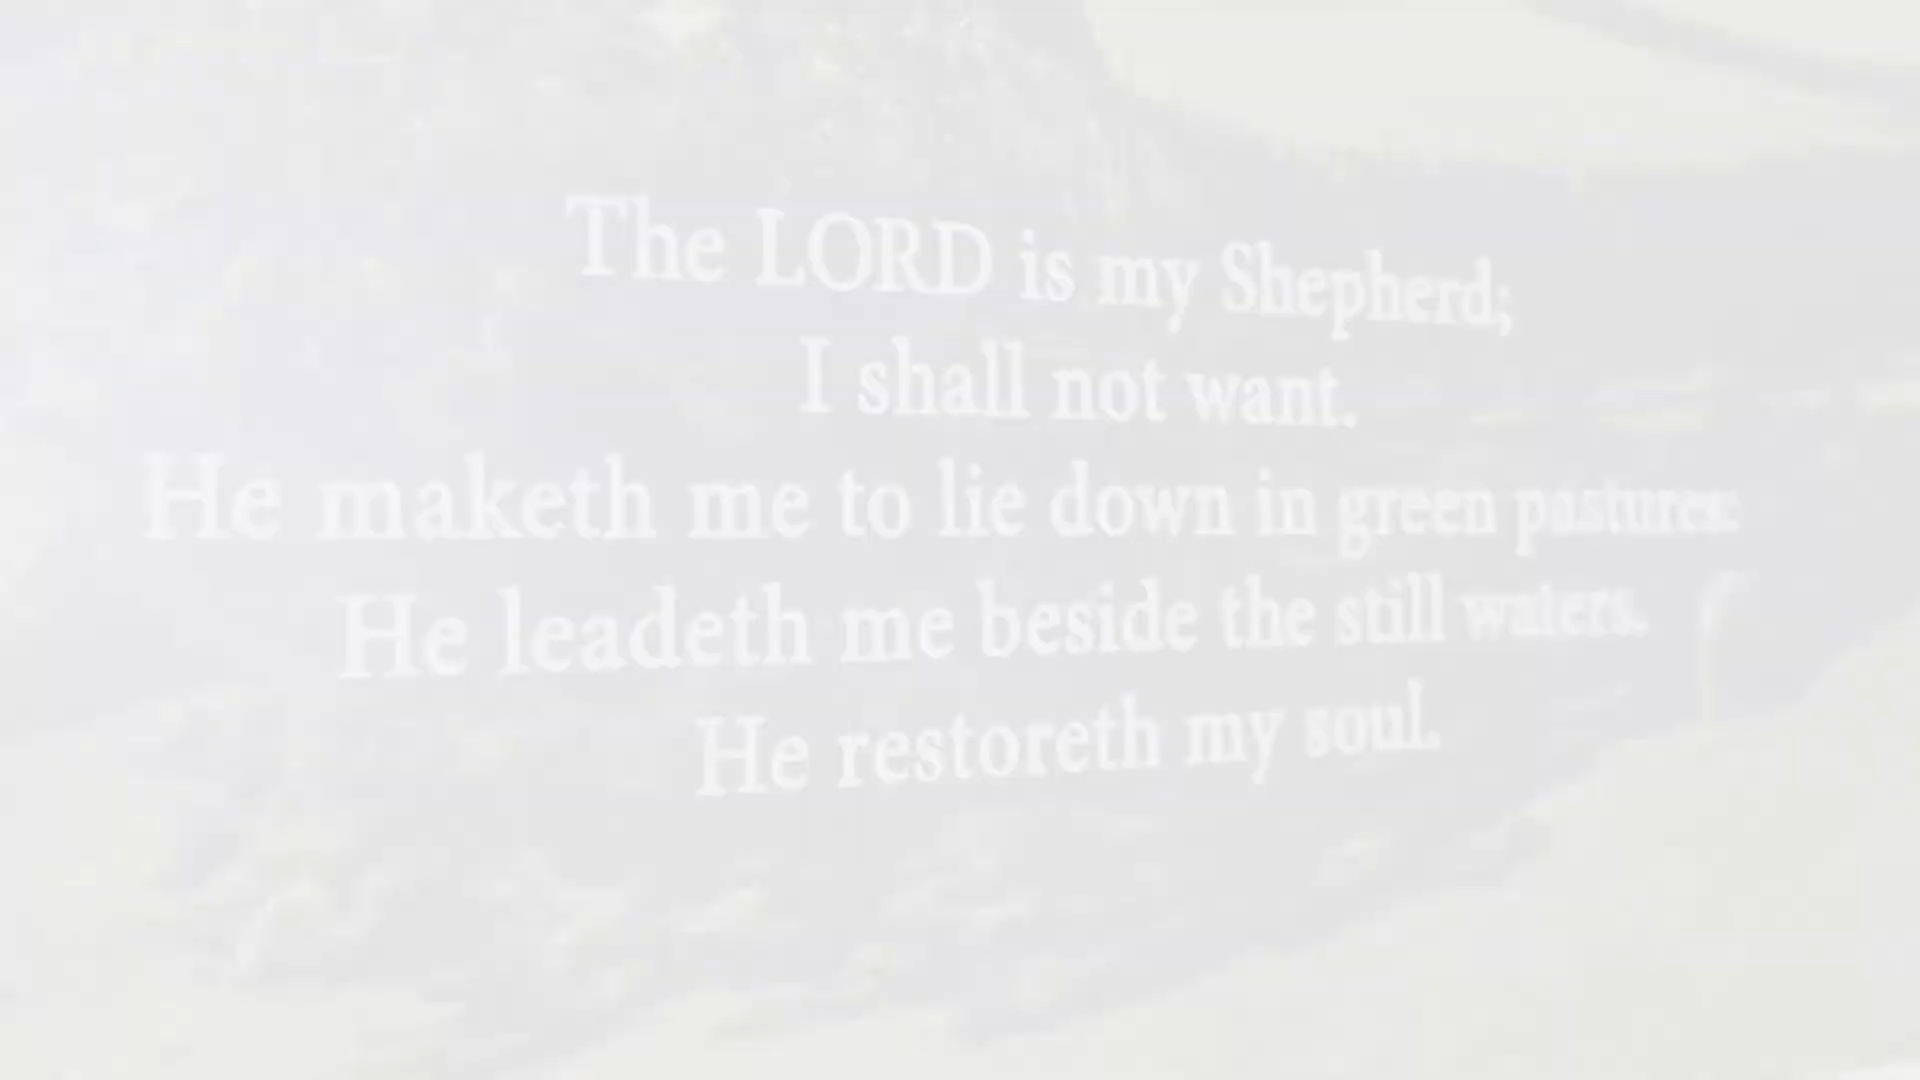 The LORD is my Shepherd;
I shall not want.
He maketh me to lie down in green pastures:
He leadeth me beside the still waters.
He restoreth my soul.